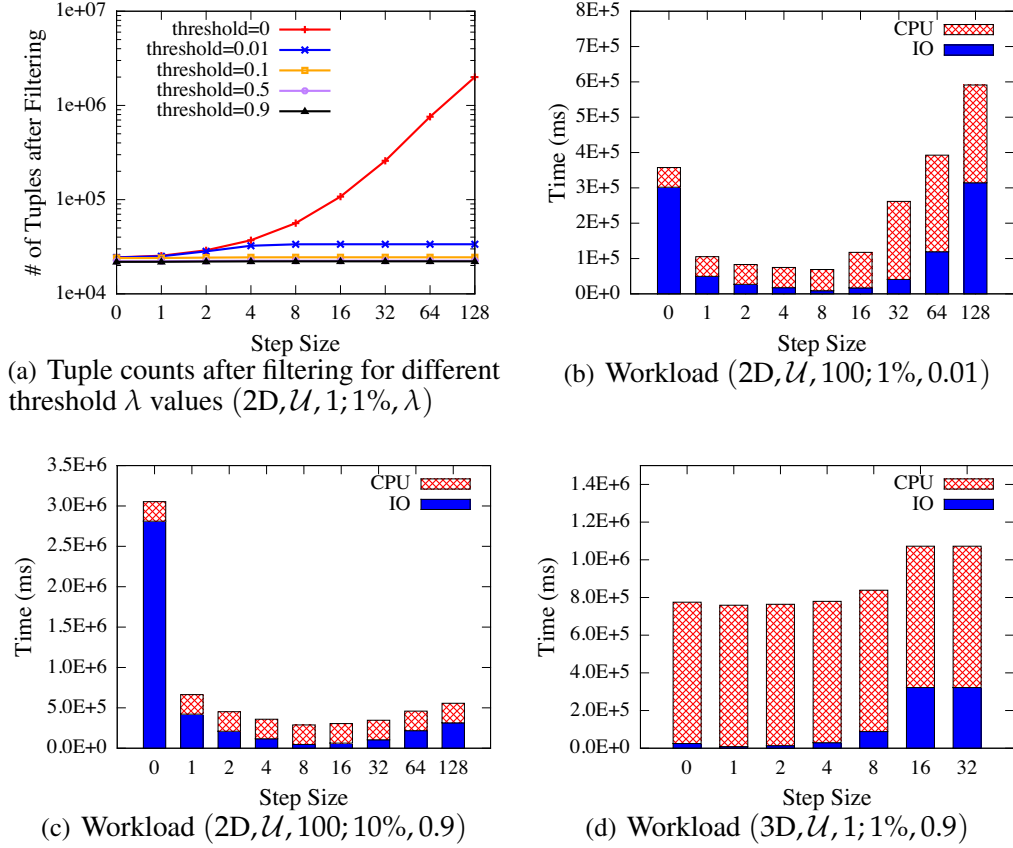 1e+07
1e+06
1e+05
1e+04
# of Tuples after Filtering
threshold=0
threshold=0.01
threshold=0.1
threshold=0.5
threshold=0.9
0 1 2 4 8 16 32 64 128
Step Size
(a) Tuple counts after filtering for different
threshold λ values (2D, 𝒰, 1; 1%, λ)
8E+5
7E+5
6E+5
5E+5
4E+5
3E+5
2E+5
1E+5
0E+0
Time (ms)
CPU
IO
0 1 2 4 8 16 32 64 128
Step Size
(b) Workload (2D, 𝒰, 100; 1%, 0.01)
3.5E+6
3.0E+6
2.5E+6
2.0E+6
1.5E+6
1.0E+6
5.0E+5
0.0E+0
Time (ms)
CPU
IO
0 1 2 4 8 16 32 64 128
Step Size
(c) Workload (2D, 𝒰, 100; 10%, 0.9)
1.4E+6
1.2E+6
1.0E+6
8.0E+5
6.0E+5
4.0E+5
2.0E+5
0.0E+0
Time (ms)
CPU
IO
0 1 2 4 8 16 32
Step Size
(d) Workload (3D, 𝒰, 1; 1%, 0.9)